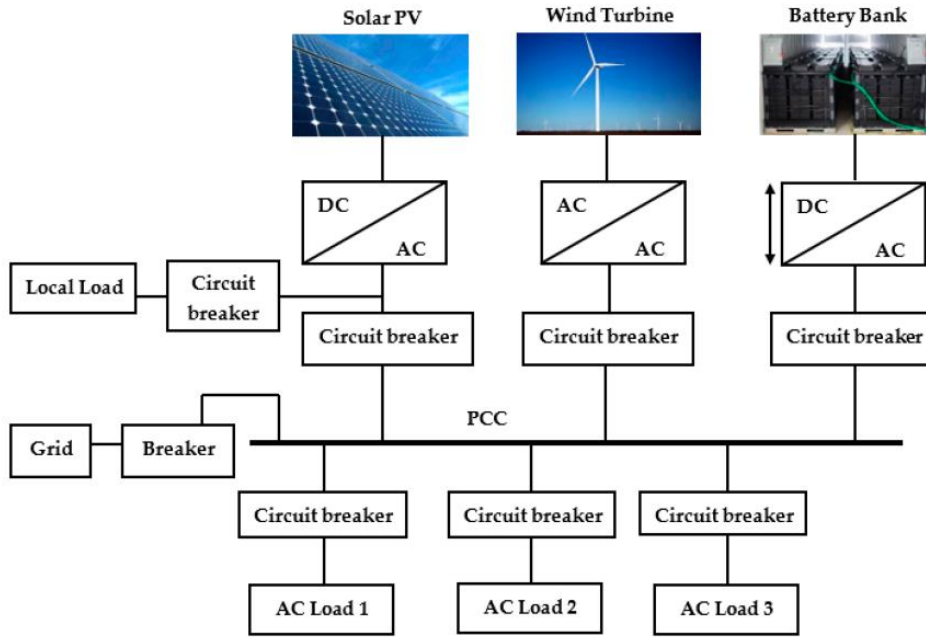 Solar PV
Wind Turbine
Battery Bank
DC
AC
AC
AC
DC
AC
Local Load
Circuit
breaker
Circuit breaker
Circuit breaker
Circuit breaker
PCC
Grid
Breaker
Circuit breaker
Circuit breaker
Circuit breaker
AC Load 1
AC Load 2
AC Load 3